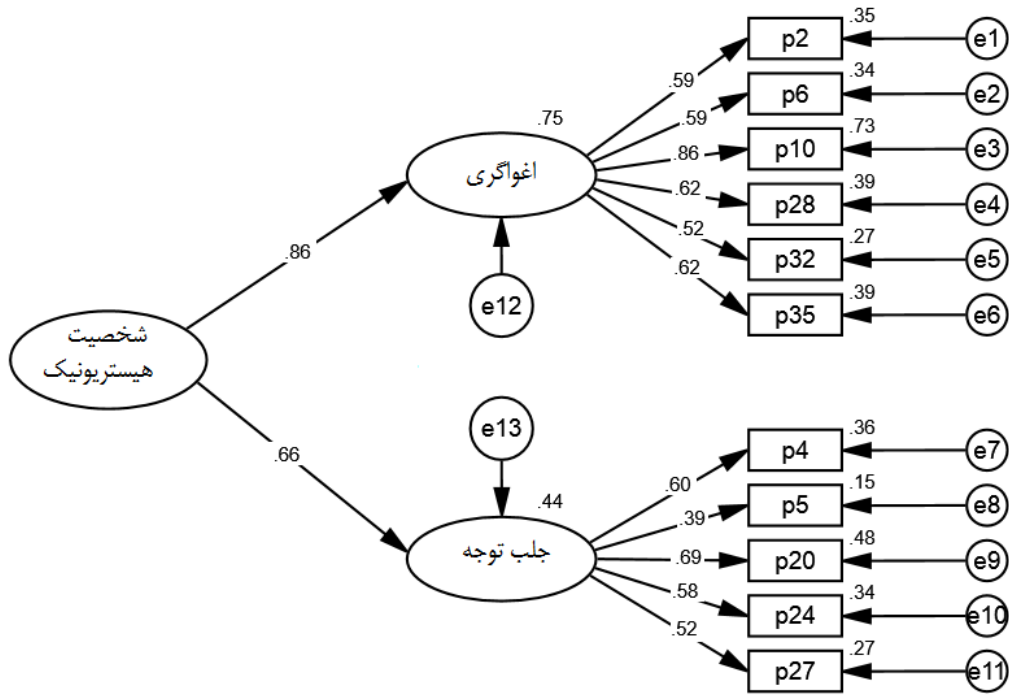 .35
p2
e1
.59
.34
p6
e2
.59
.75
.73
p10
e3
.86
اغواگری
.39
p28
e4
.62
.27
p32
e5
.52
.86
.39
p35
e6
.62
e12
شخصیت
هیستریونیک
e13
.66
.36
p4
e7
.60
.44
.15
p5
e8
.39
جلب توجه
.48
p20
e9
.69
.34
p24
e10
.58
.27
p27
e11
.52